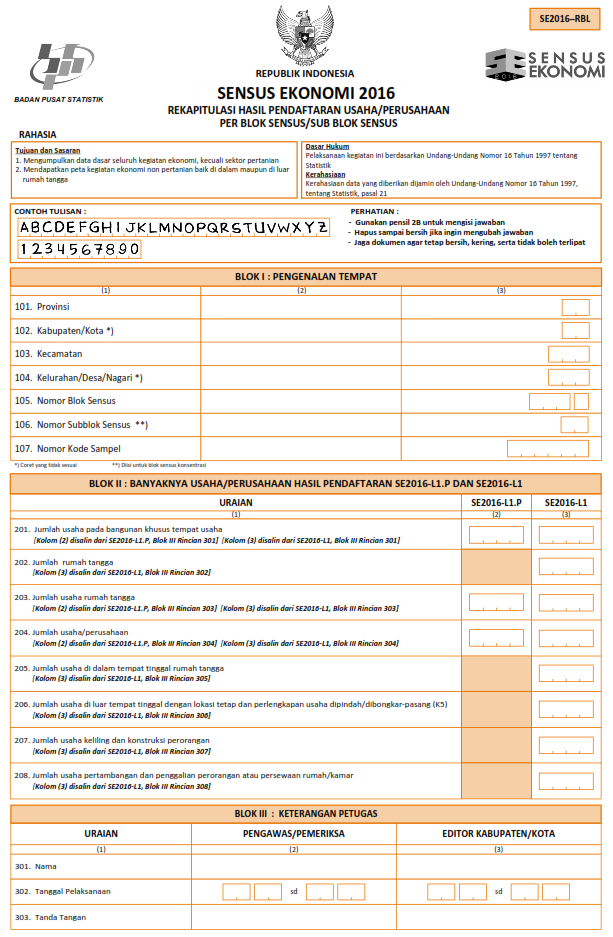 SE2016–RBL
BADAN PUSAT STATISTIK
REPUBLIK INDONESIA
SENSUS EKONOMI 2016
REKAPITULASI HASIL PENDAFTARAN USAHA/PERUSAHAAN
PER BLOK SENSUS/SUB BLOK SENSUS
SENSUS
EKONOMI
2016
RAHASIA
Tujuan dan Sasaran
1. Mengumpulkan data dasar seluruh kegiatan ekonomi, kecuali sektor pertanian
2. Mendapatkan peta kegiatan ekonomi non pertanian baik di dalam maupun di luar
rumah tangga
Dasar Hukum
Pelaksanaan kegiatan ini berdasarkan Undang-Undang Nomor 16 Tahun 1997 tentang
Statistik
Kerahasiaan
Kerahasiaan data yang diberikan dijamin oleh Undang-Undang Nomor 16 Tahun 1997,
tentang Statistik, pasal 21
CONTOH TULISAN :
ABCDEFGHIJKLMNOPQRSTUVWXYZ
1234567890
PERHATIAN :
- Gunakan pensil 2B untuk mengisi jawaban
- Hapus sampai bersih jika ingin mengubah jawaban
- Jaga dokumen agar tetap bersih, kering, serta tidak boleh terlipat
BLOK I : PENGENALAN TEMPAT
(1) (2) (3)
101. Provinsi
102. Kabupaten/Kota *)
103. Kecamatan
104. Kelurahan/Desa/Nagari *)
105. Nomor Blok Sensus
106. Nomor Subblok Sensus **)
107. Nomor Kode Sampel
*) Coret yang tidak sesuai **) Diisi untuk blok sensus konsentrasi
BLOK II : BANYAKNYA USAHA/PERUSAHAAN HASIL PENDAFTARAN SE2016-L1.P DAN SE2016-L1
URAIAN SE2016-L1.P SE2016-L1
(1) (2) (3)
201. Jumlah usaha pada bangunan khusus tempat usaha
[Kolom (2) disalin dari SE2016-L1.P, Blok III Rincian 301] [Kolom (3) disalin dari SE2016-L1, Blok III Rincian 301]
202. Jumlah rumah tangga
[Kolom (3) disalin dari SE2016-L1, Blok III Rincian 302]
203. Jumlah usaha rumah tangga
[Kolom (2) disalin dari SE2016-L1.P, Blok III Rincian 303] [Kolom (3) disalin dari SE2016-L1, Blok III Rincian 303]
204. Jumlah usaha/perusahaan
[Kolom (2) disalin dari SE2016-L1.P, Blok III Rincian 304] [Kolom (3) disalin dari SE2016-L1, Blok III Rincian 304]
205. Jumlah usaha di dalam tempat tinggal rumah tangga
[Kolom (3) disalin dari SE2016-L1, Blok III Rincian 305]
206. Jumlah usaha di luar tempat tinggal dengan lokasi tetap dan perlengkapan usaha dipindah/dibongkar-pasang (K5)
[Kolom (3) disalin dari SE2016-L1, Blok III Rincian 306]
207. Jumlah usaha keliling dan konstruksi perorangan
[Kolom (3) disalin dari SE2016-L1, Blok III Rincian 307]
208. Jumlah usaha pertambangan dan penggalian perorangan atau persewaan rumah/kamar
[Kolom (3) disalin dari SE2016-L1, Blok III Rincian 308]
BLOK III : KETERANGAN PETUGAS
URAIAN PENGAWAS/PEMERIKSA EDITOR KABUPATEN/KOTA
(1) (2) (3)
301. Nama
302. Tanggal Pelaksanaan sd sd
303. Tanda Tangan